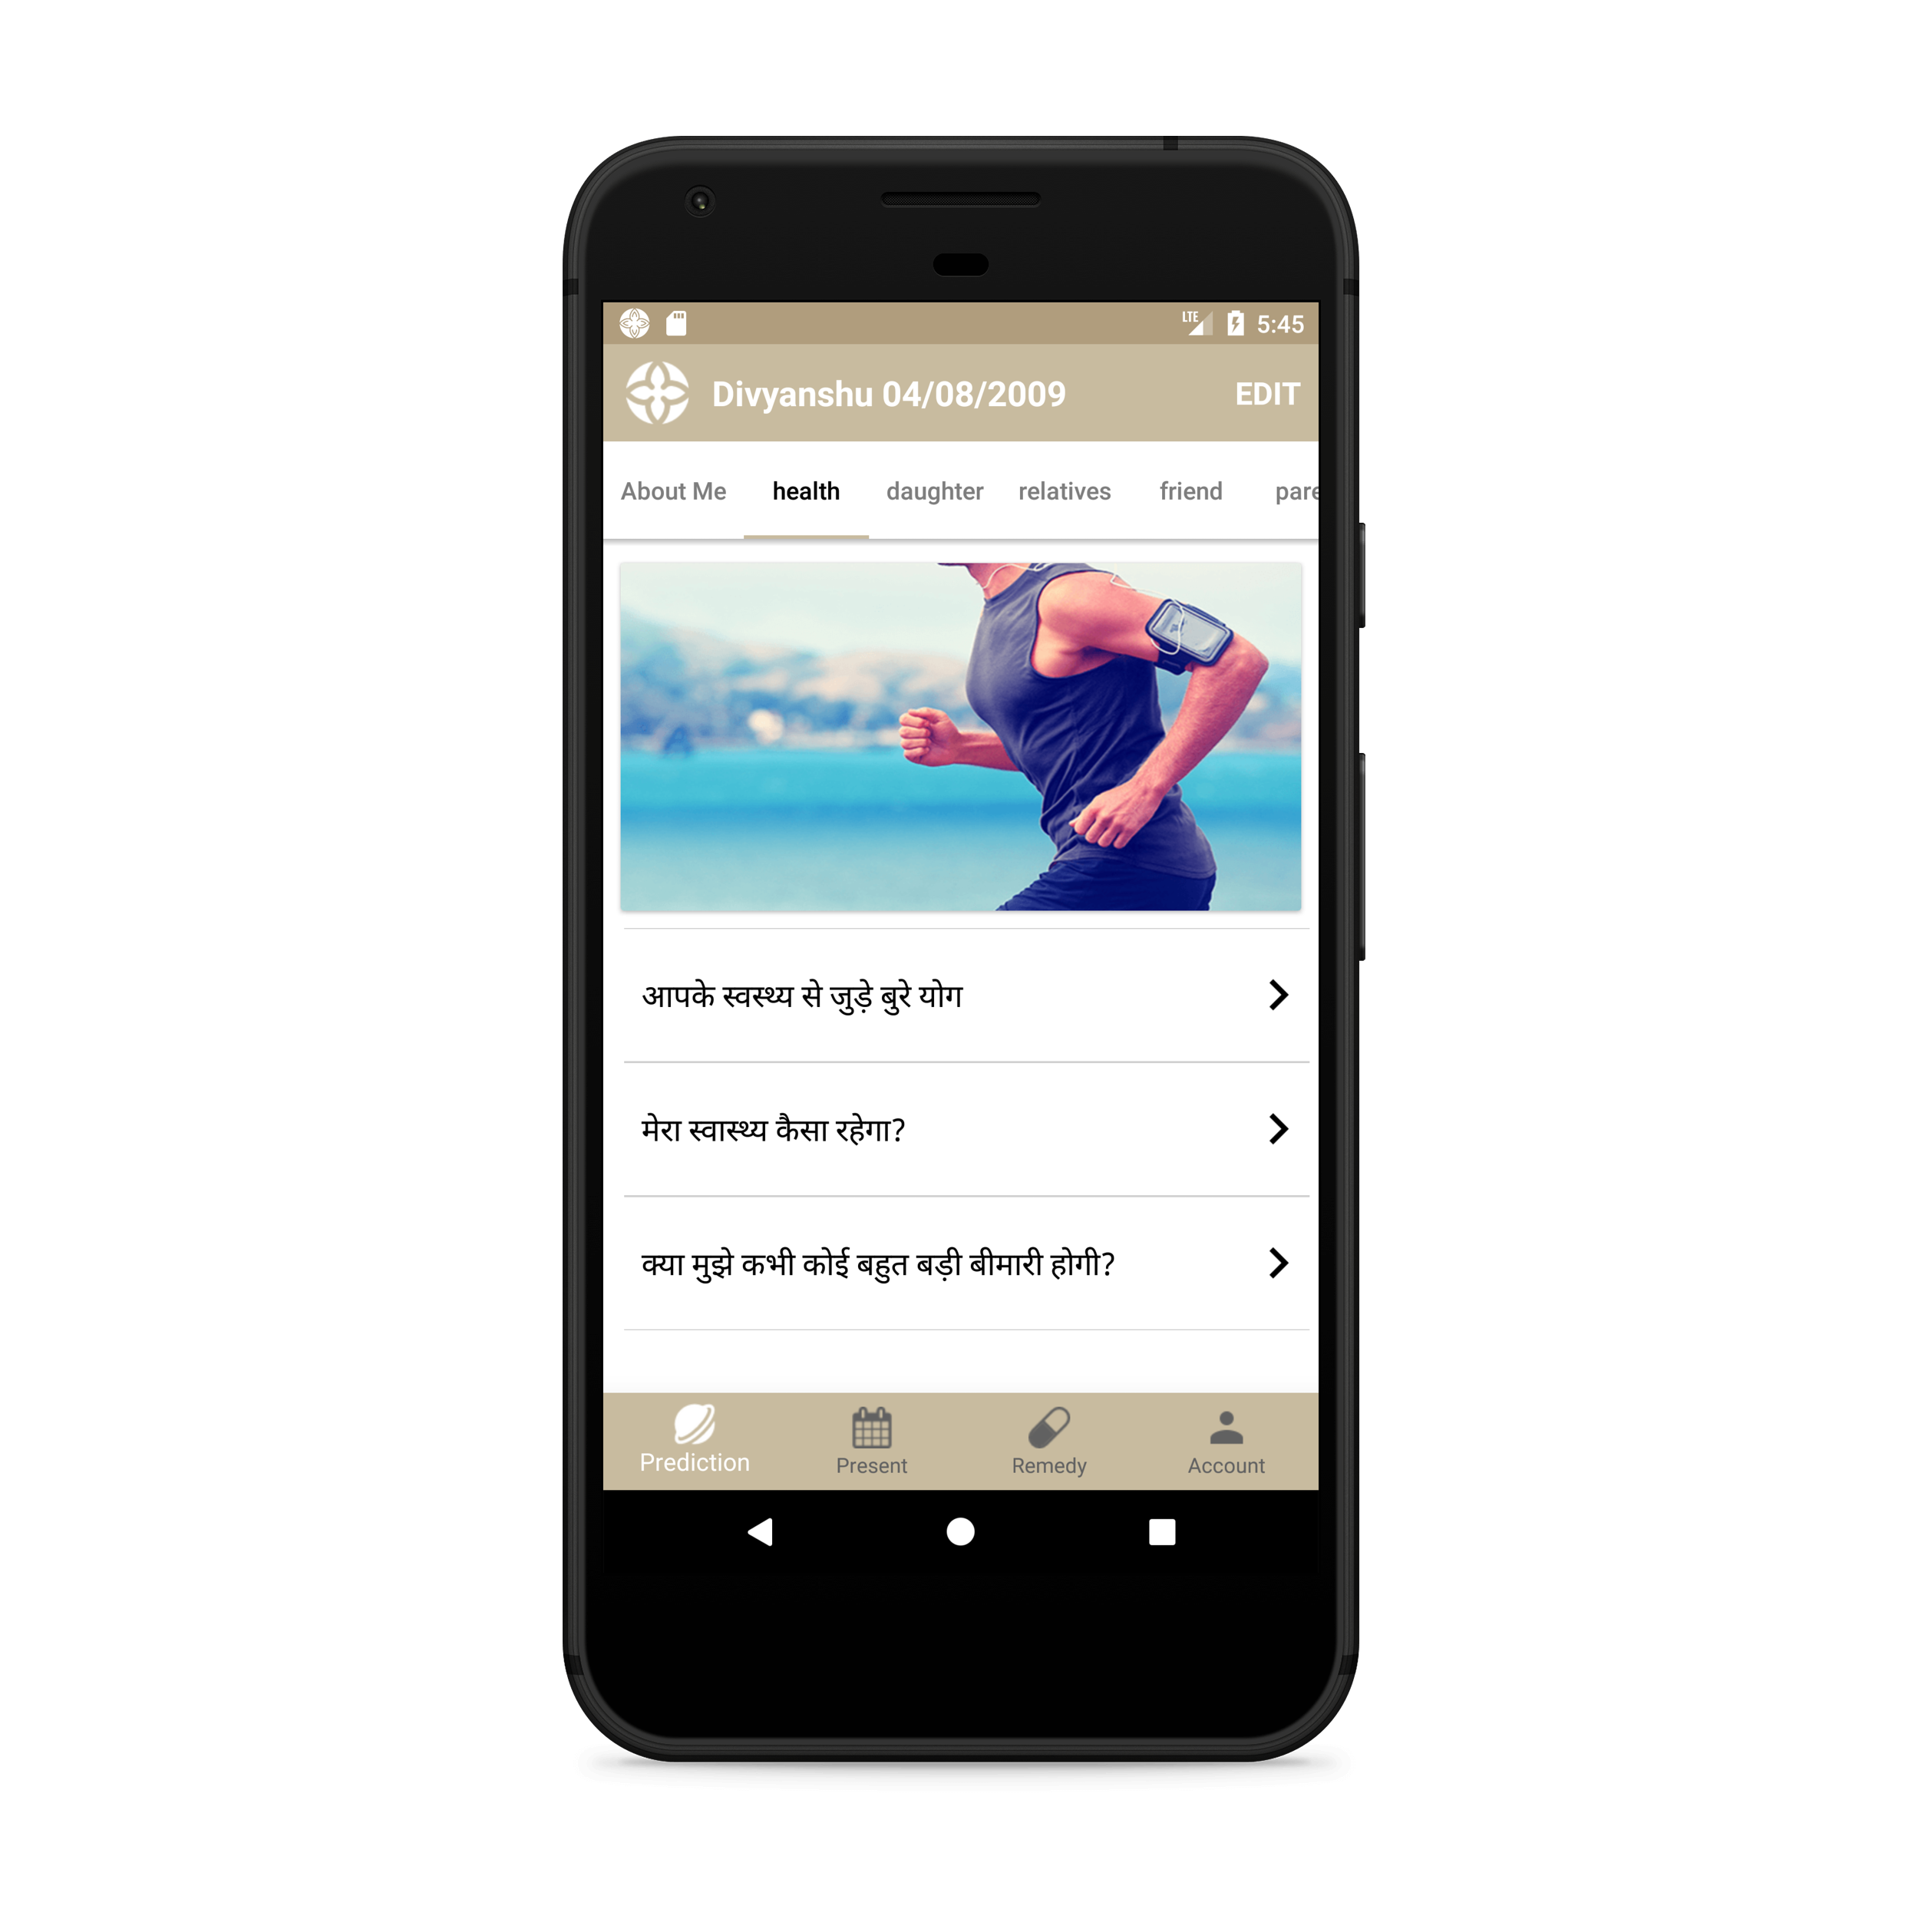 LTE 5:45
Divyanshu 04/08/2009 EDIT
About Me health daughter relatives friend pare
आपके स्वस्थ्य से जुड़े बुरे योग
मेरा स्वास्थ्य कैसा रहेगा?
क्या मुझे कभी कोई बहुत बड़ी बीमारी होगी?
Prediction Present Remedy Account